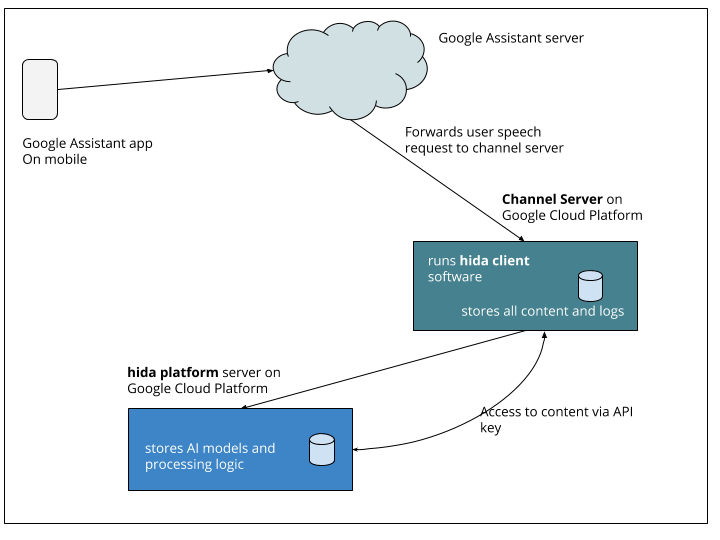 Google Assistant server
Google Assistant app
On mobile
Forwards user speech
request to channel server
Channel Server on
Google Cloud Platform
runs hida client
software
stores all content and logs
hida platform server on
Google Cloud Platform
Access to content via API
key
stores AI models and
processing logic